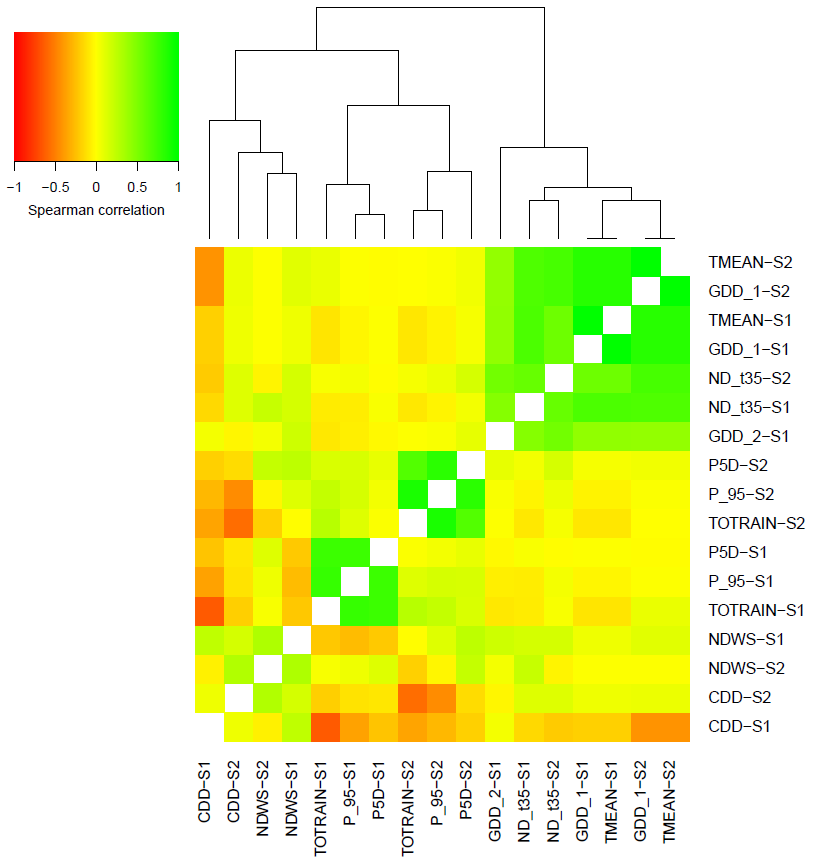 −1 −0.5 0 0.5 1
Spearman correlation
TMEAN−S2
GDD_1−S2
TMEAN−S1
GDD_1−S1
ND_t35−S2
ND_t35−S1
GDD_2−S1
P5D−S2
P_95−S2
TOTRAIN−S2
P5D−S1
P_95−S1
TOTRAIN−S1
NDWS−S1
NDWS−S2
CDD−S2
CDD−S1
CDD−S1
CDD−S2
NDWS−S2
NDWS−S1
TOTRAIN−S1
P_95−S1
P5D−S1
TOTRAIN−S2
P_95−S2
P5D−S2
GDD_2−S1
ND_t35−S1
ND_t35−S2
GDD_1−S1
TMEAN−S1
GDD_1−S2
TMEAN−S2